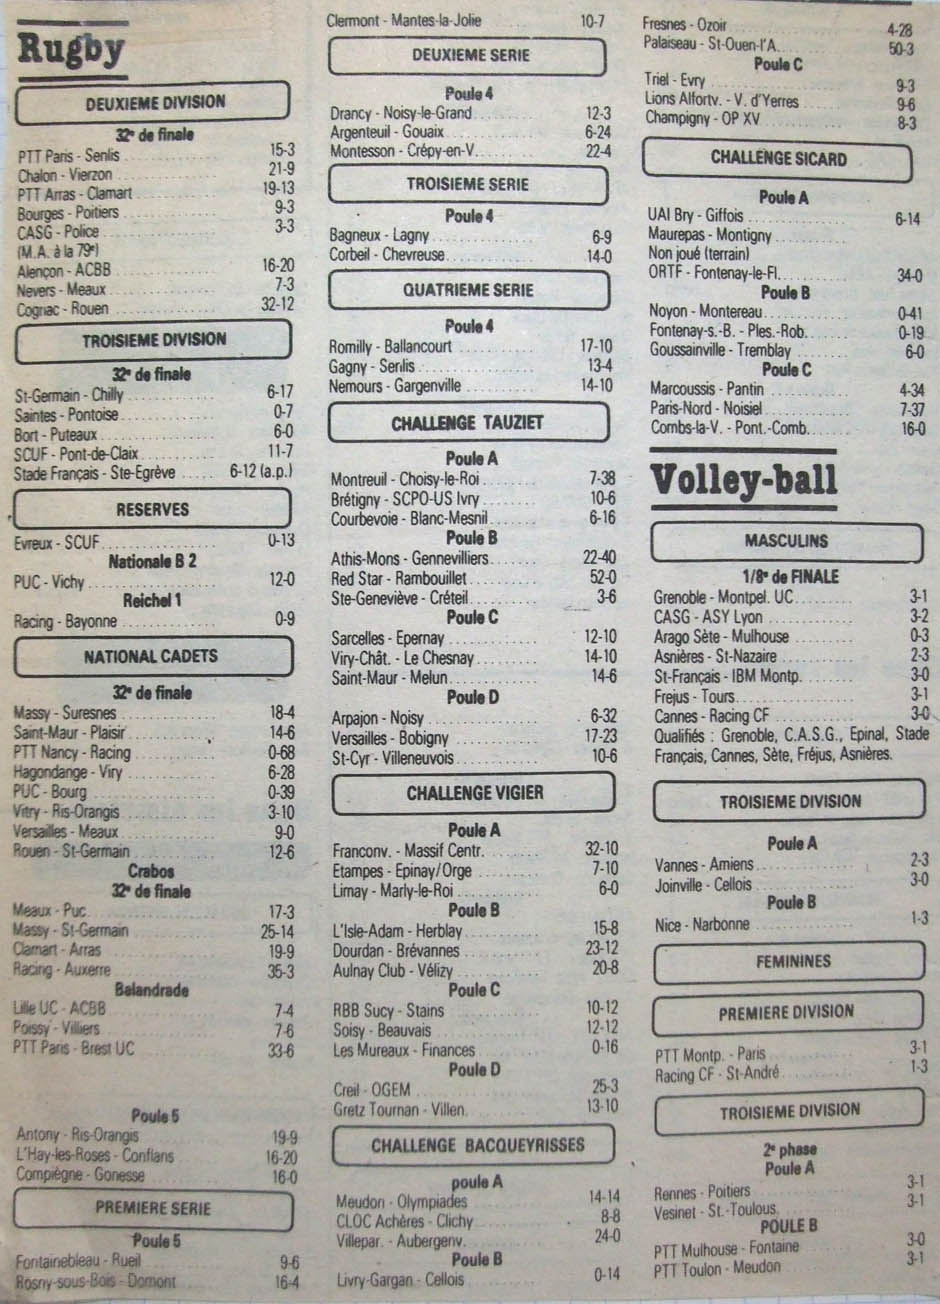 Rugby
DEUXIEME DIVISION
32e de finale
PTT Paris - Senlis 15-3
Chalon - Vierzon 21-9
PTT Arras - Clamart 19-13
Bourges - Poitiers 9-3
CASG - Police 3-3
(M.A. à la 79e)
Alençon - ACBB 16-20
Nevers - Meaux 7-3
Cognac - Rouen 32-12
TROISIEME DIVISION
32e de finale
St-Germain - Chilly 6-17
Saintes - Pontoise 0-7
Bort - Puteaux 6-0
SCUF - Pont-de-Claix 11-7
Stade Français - Ste-Egrève 6-12 (a.p.)
RESERVES
Evreux - SCUF 0-13
Nationale B 2
PUC - Vichy 12-0
Reichel 1
Racing - Bayonne 0-9
NATIONAL CADETS
32e de finale
Massy - Suresnes 18-4
Saint-Maur - Plaisir 14-6
PTT Nancy - Racing 0-68
Hagondange - Viry 6-28
PUC - Bourg 0-39
Vitry - Ris-Orangis 3-10
Versailles - Meaux 9-0
Rouen - St-Germain 12-6
Crabos
32e de finale
Meaux - Puc 17-3
Massy - St-Germain 25-14
Clamart - Arras 19-9
Racing - Auxerre 35-3
Balandrade
Lille UC - ACBB 7-4
Poissy - Villiers 7-6
PTT Paris - Brest UC 33-6
Poule 5
Antony - Ris-Orangis 19-9
L'Hay-les-Roses - Conflans 16-20
Compiègne - Gonesse 16-0
PREMIERE SERIE
Poule 5
Fontainebleau - Rueil 9-6
Rosny-sous-Bois - Domont 16-4
Clermont - Mantes-la-Jolie 10-7
DEUXIEME SERIE
Poule 4
Drancy - Noisy-le-Grand 12-3
Argenteuil - Gouaix 6-24
Montesson - Crépy-en-V. 22-4
TROISIEME SERIE
Poule 4
Bagneux - Lagny 6-9
Corbeil - Chevreuse 14-0
QUATRIEME SERIE
Poule 4
Romilly - Ballancourt 17-10
Gagny - Senlis 13-4
Nemours - Gargenville 14-10
CHALLENGE TAUZIET
Poule A
Montreuil - Choisy-le-Roi 7-38
Brétigny - SCPO-US Ivry 10-6
Courbevoie - Blanc-Mesnil 6-16
Poule B
Athis-Mons - Gennevilliers 22-40
Red Star - Rambouillet 52-0
Ste-Geneviève - Créteil 3-6
Poule C
Sarcelles - Epernay 12-10
Viry-Chât. - Le Chesnay 14-10
Saint-Maur - Melun 14-6
Poule D
Arpajon - Noisy 6-32
Versailles - Bobigny 17-23
St-Cyr - Villeneuvois 10-6
CHALLENGE VIGIER
Poule A
Franconv. - Massif Centr. 32-10
Etampes - Epinay/Orge 7-10
Limay - Marly-le-Roi 6-0
Poule B
L'Isle-Adam - Herblay 15-8
Dourdan - Brévannes 23-12
Aulnay Club - Vélizy 20-8
Poule C
RBB Sucy - Stains 10-12
Soisy - Beauvais 12-12
Les Mureaux - Finances 0-16
Poule D
Creil - OGEM 25-3
Gretz Tournan - Villen. 13-10
CHALLENGE BACQUEYRISSES
poule A
Meudon - Olympiades 14-14
CLOC Achères - Clichy 8-8
Villepar. - Aubergenv. 24-0
Poule B
Livry-Gargan - Cellois 0-14
Fresnes - Ozoir 4-28
Palaiseau - St-Ouen-l'A. 50-3
Poule C
Triel - Evry 9-3
Lions Alfortv. - V. d'Yerres 9-6
Champigny - OP XV 8-3
CHALLENGE SICARD
Poule A
UAI Bry - Giffois 6-14
Maurepas - Montigny
Non joué (terrain)
ORTF - Fontenay-le-Fl. 34-0
Poule B
Noyon - Montereau 0-41
Fontenay-s.-B. - Ples.-Rob. 0-19
Goussainville - Tremblay 6-0
Poule C
Marcoussis - Pantin 4-34
Paris-Nord - Noisiel 7-37
Combs-la-V. - Pont.-Comb. 16-0
Volley-ball
MASCULINS
1/8e de FINALE
Grenoble - Montpel. UC 3-1
CASG - ASY Lyon 3-2
Arago Sète - Mulhouse 0-3
Asnières - St-Nazaire 2-3
St-Français - IBM Montp. 3-0
Frejus - Tours 3-1
Cannes - Racing CF 3-0
Qualifiés : Grenoble, C.A.S.G., Epinal, Stade
Français, Cannes, Sète, Fréjus, Asnières.
TROISIEME DIVISION
Poule A
Vannes - Amiens 2-3
Joinville - Cellois 3-0
Poule B
Nice - Narbonne 1-3
FEMININES
PREMIERE DIVISION
PTT Montp. - Paris 3-1
Racing CF - St-André 1-3
TROISIEME DIVISION
2e phase
Poule A
Rennes - Poitiers 3-1
Vesinet - St.-Toulous. 3-1
POULE B
PTT Mulhouse - Fontaine 3-0
PTT Toulon - Meudon 3-1